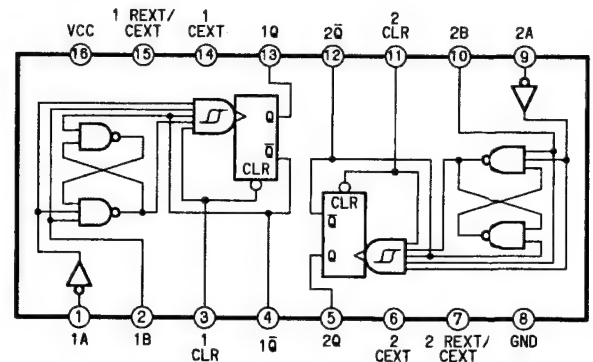 1 REXT/ 1 2
VCC CEXT CEXT 1Q 2Q̅ CLR 2B 2A
16 15 14 13 12 11 10 9
Q
Q̅
CLR
CLR
Q̅
Q
1 2 3 4 5 6 7 8
1A 1B 1 1Q̅ 2Q 2 2 REXT/ GND
CLR CEXT CEXT